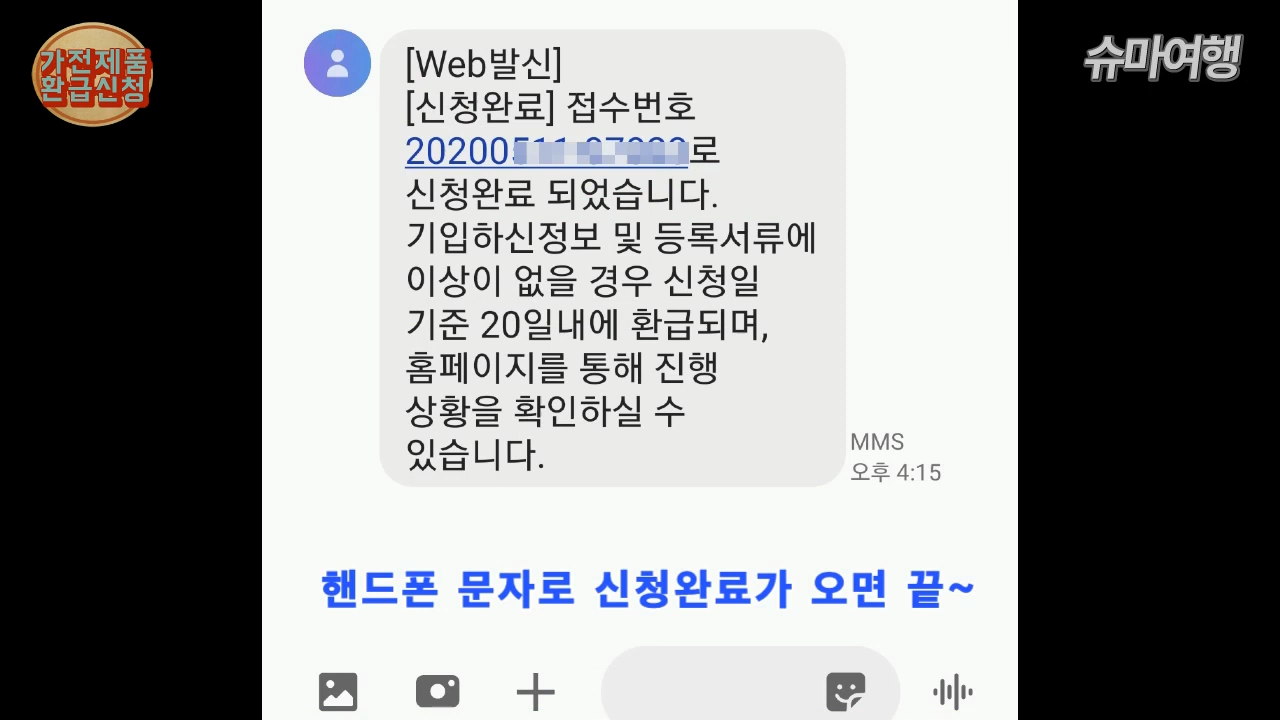 가전제품
환급신청
슈마여행
[Web발신]
[신청완료] 접수번호
20200 로
신청완료 되었습니다.
기입하신정보 및 등록서류에
이상이 없을 경우 신청일
기준 20일내에 환급되며,
홈페이지를 통해 진행
상황을 확인하실 수
있습니다.
MMS
오후 4:15
핸드폰 문자로 신청완료가 오면 끝~